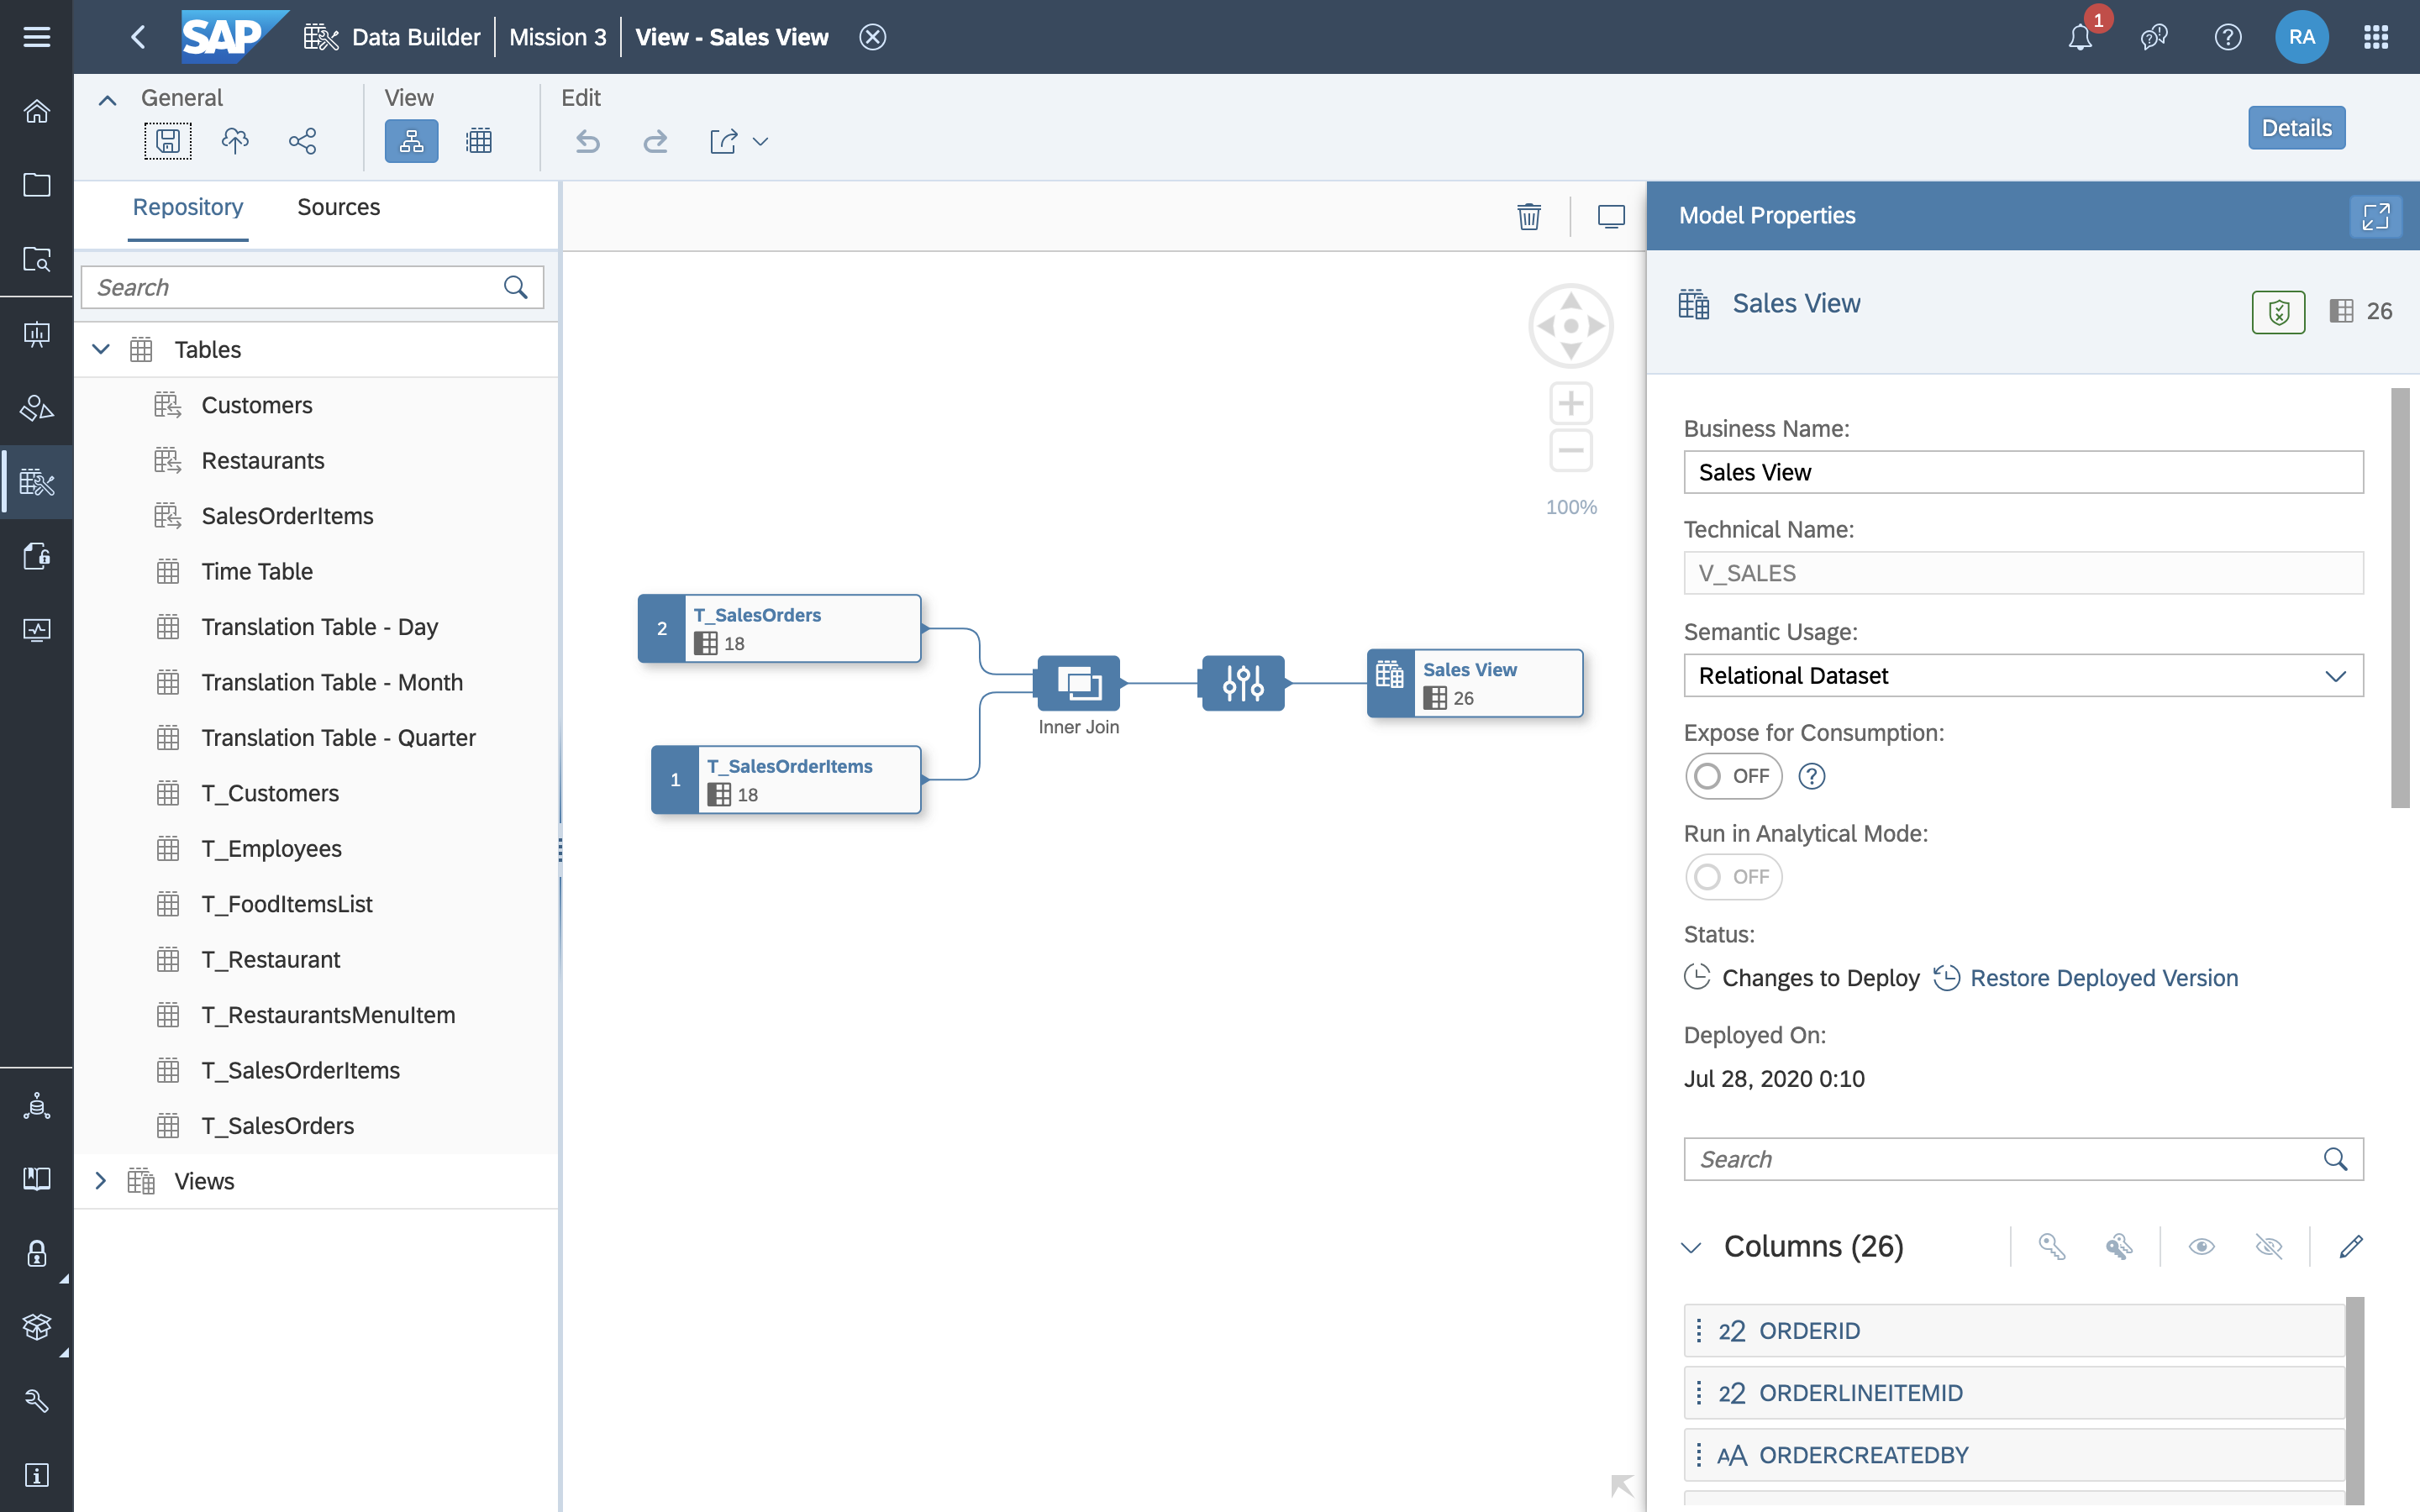 SAP Data Builder Mission 3 View - Sales View
1
RA
General View Edit
Details
Repository Sources
Search
Tables
Customers
Restaurants
SalesOrderItems
Time Table
Translation Table - Day
Translation Table - Month
Translation Table - Quarter
T_Customers
T_Employees
T_FoodItemsList
T_Restaurant
T_RestaurantsMenuItem
T_SalesOrderItems
T_SalesOrders
Views
100%
2 T_SalesOrders
18
1 T_SalesOrderItems
18
Inner Join
Sales View
26
Model Properties
Sales View
26
Business Name:
Sales View
Technical Name:
V_SALES
Semantic Usage:
Relational Dataset
Expose for Consumption:
OFF
Run in Analytical Mode:
OFF
Status:
Changes to Deploy Restore Deployed Version
Deployed On:
Jul 28, 2020 0:10
Search
Columns (26)
22 ORDERID
22 ORDERLINEITEMID
AA ORDERCREATEDBY